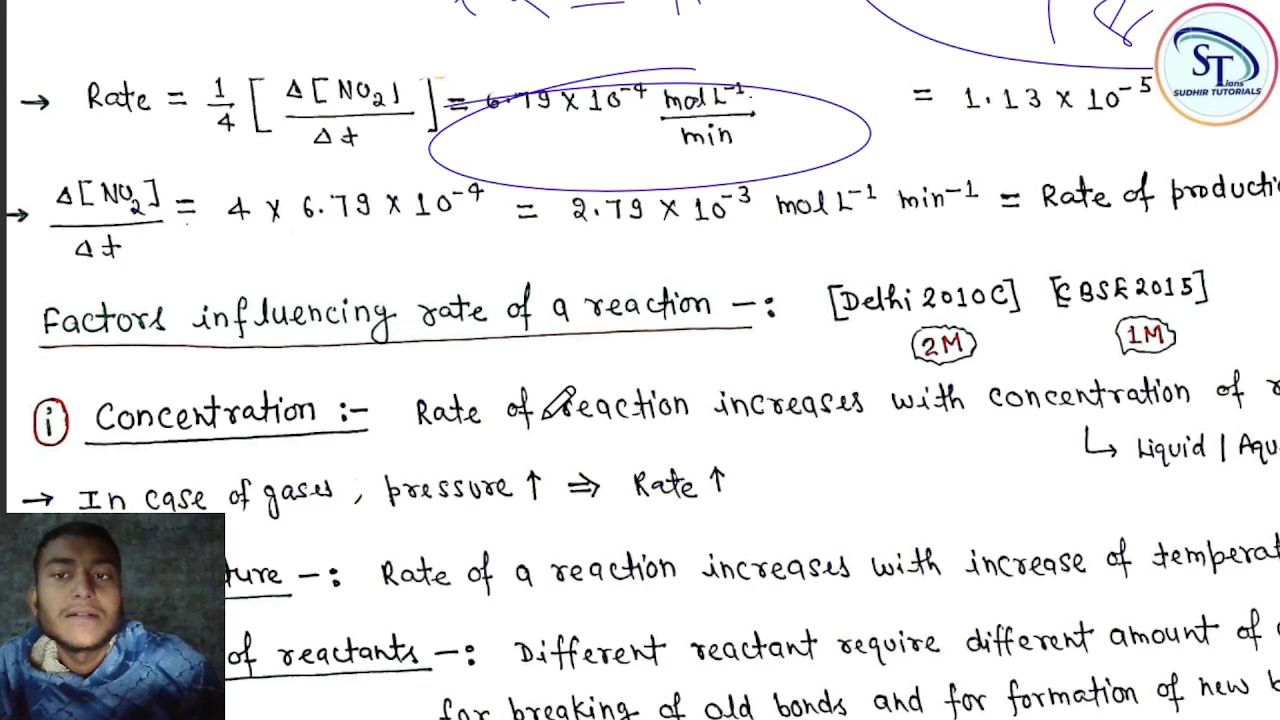 → Rate = 1/4 [ Δ[NO₂] / Δt ] = 6.79 × 10⁻⁴ mol L⁻¹ / min = 1.13 × 10⁻⁵
ST
Tians
SUDHIR TUTORIALS
→ Δ[NO₂] / Δt = 4 × 6.79 × 10⁻⁴ = 2.79 × 10⁻³ mol L⁻¹ min⁻¹ = Rate of producti
Factors influencing rate of a reaction -: [Delhi 2010C] [CBSE 2015]
2M 1M
i Concentration :- Rate of reaction increases with concentration of r
↳ Liquid | Aqu
→ In case of gases, pressure ↑ ⇒ Rate ↑
ture -: Rate of a reaction increases with increase of temperat
of reactants -: Different reactant require different amount of
for breaking of old bonds and for formation of new b